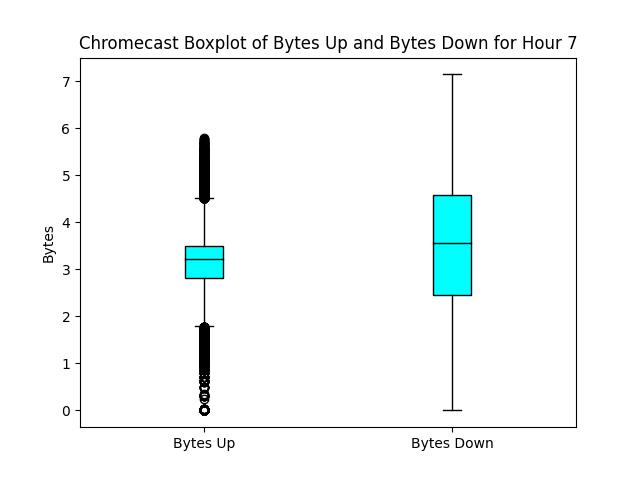 Chromecast Boxplot of Bytes Up and Bytes Down for Hour 7
7
6
5
4
3
2
1
0
Bytes
Bytes Up
Bytes Down